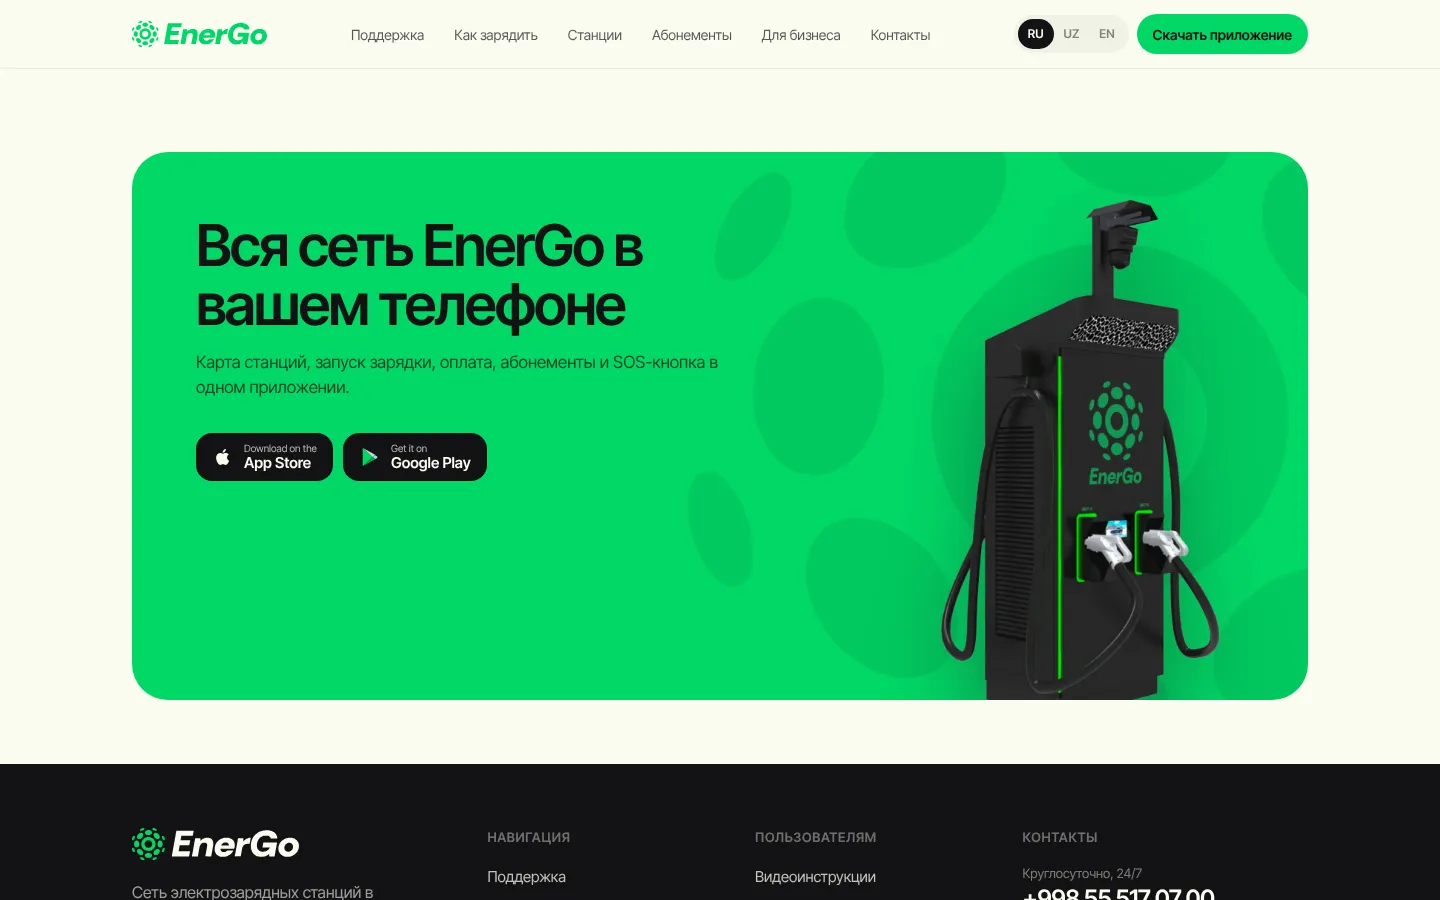 EnerGo
Поддержка
Как зарядить
Станции
Абонементы
Для бизнеса
Контакты
RU
UZ
EN
Скачать приложение
Вся сеть EnerGo в
вашем телефоне
Карта станций, запуск зарядки, оплата, абонементы и SOS-кнопка в
одном приложении.
Download on the
App Store
Get it on
Google Play
EnerGo
EnerGo
Сеть электрозарядных станций в
НАВИГАЦИЯ
Поддержка
ПОЛЬЗОВАТЕЛЯМ
Видеоинструкции
КОНТАКТЫ
Круглосуточно, 24/7
+998 55 517 07 00